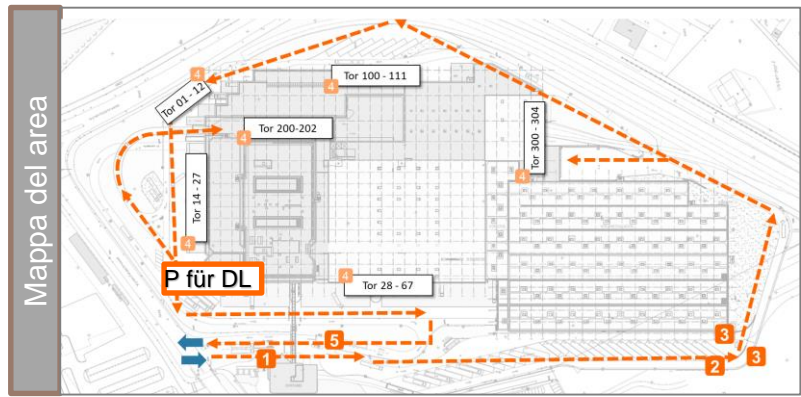 Mappa del area
4
Tor 01 - 12
Tor 100 - 111
4
Tor 200-202
4
Tor 300 - 304
4
Tor 14 - 27
4
P für DL
4
Tor 28 - 67
5
1
2
3
3